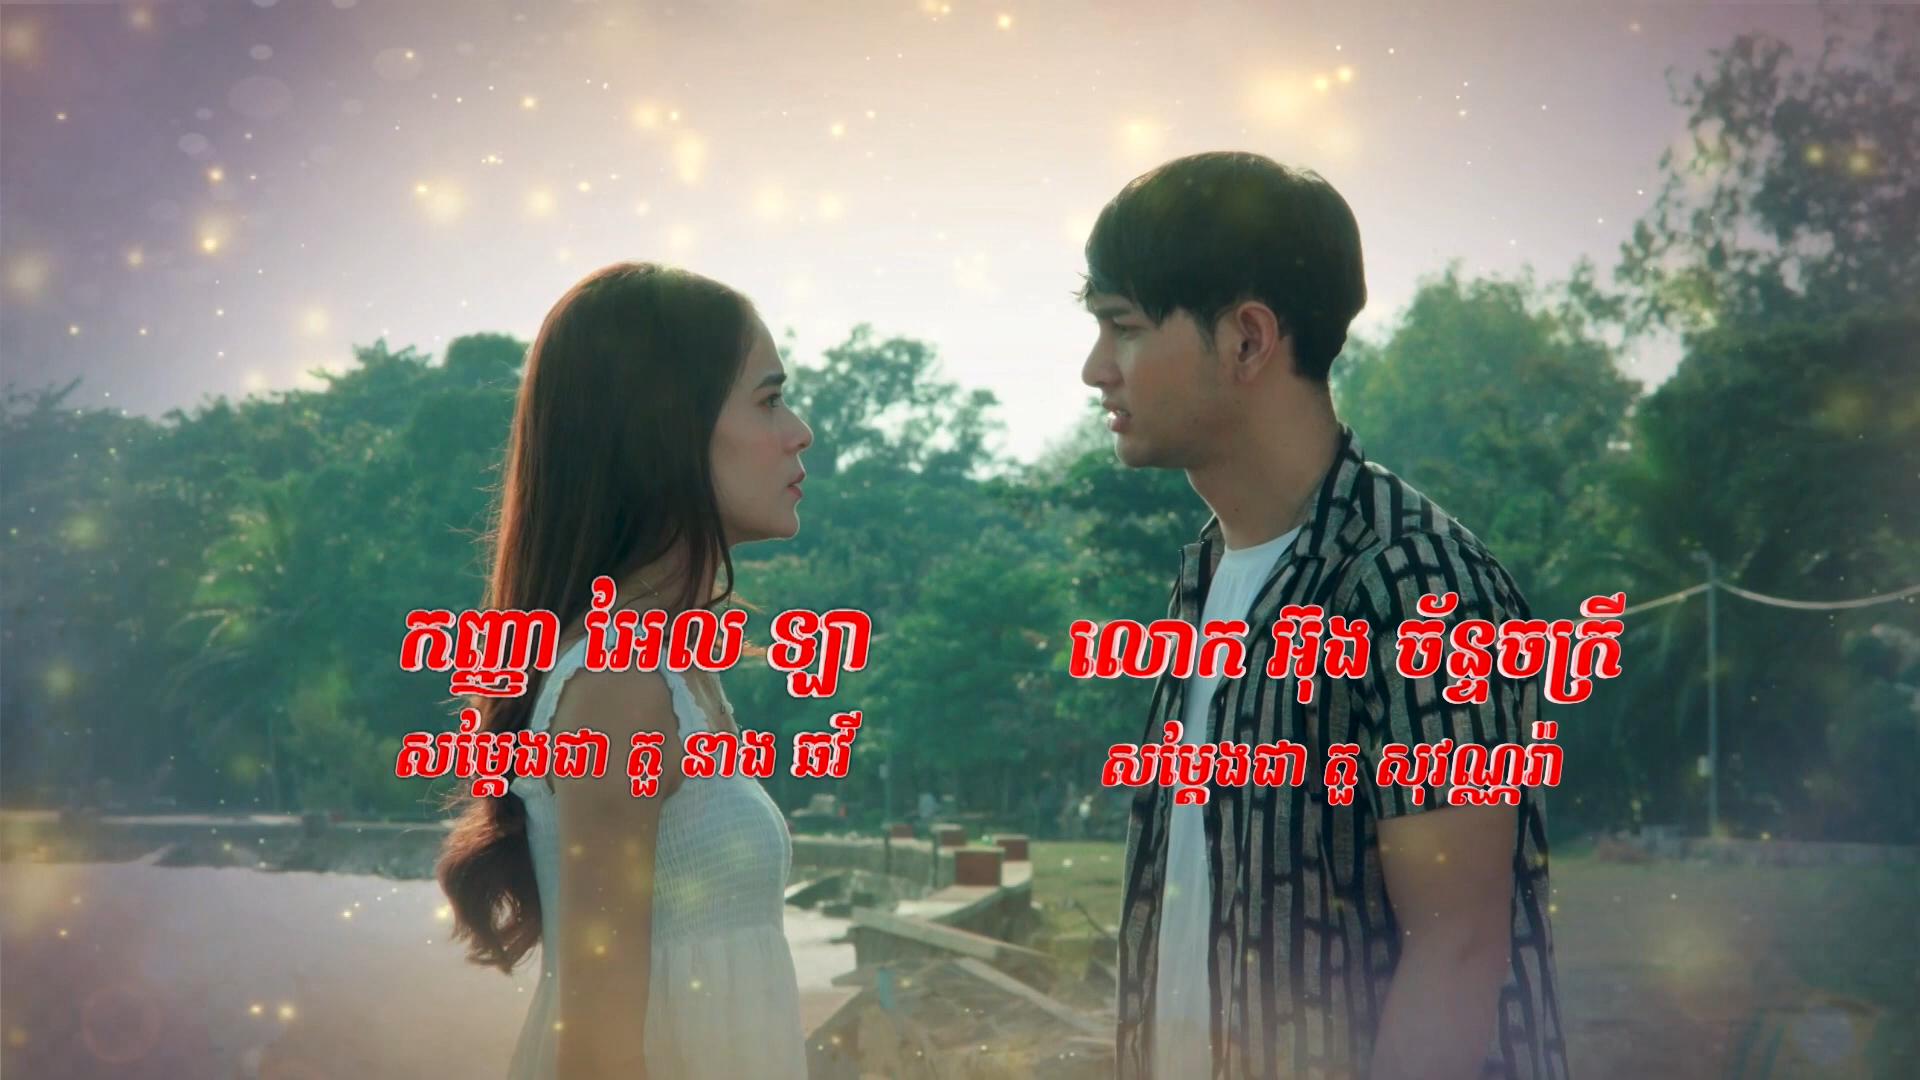 កញ្ញា អែល ឡា
សម្តែងជា តួ នាង ឆវី
លោក អ៊ុង ច័ន្ទចក្រី
សម្តែងជា តួ សុវណ្ណរ៉ា